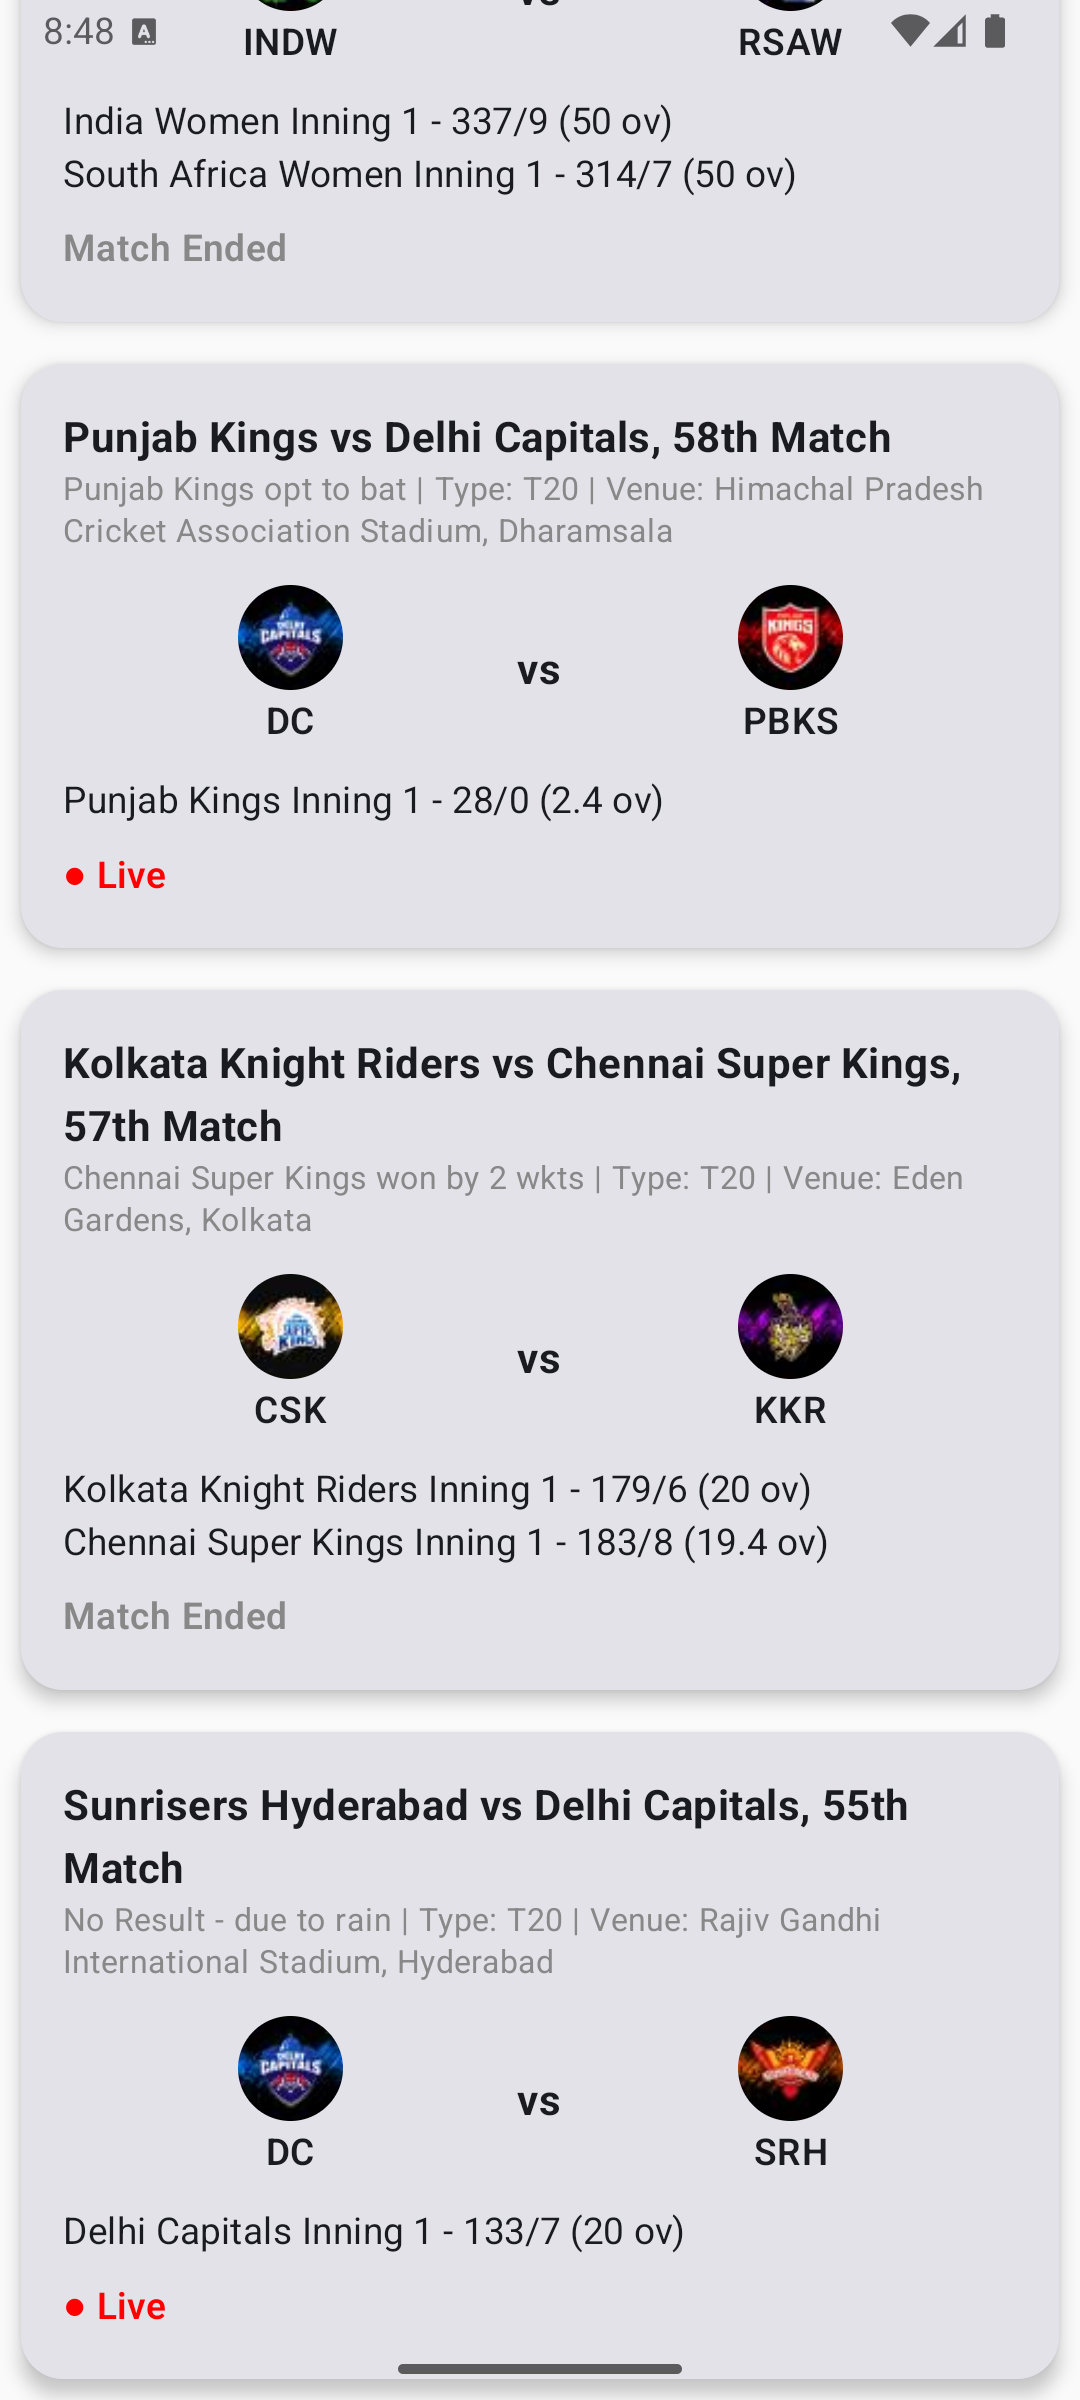 vs
8:48
INDW
RSAW
India Women Inning 1 - 337/9 (50 ov)
South Africa Women Inning 1 - 314/7 (50 ov)
Match Ended
Punjab Kings vs Delhi Capitals, 58th Match
Punjab Kings opt to bat | Type: T20 | Venue: Himachal Pradesh
Cricket Association Stadium, Dharamsala
DELHI CAPITALS
KINGS
vs
DC
PBKS
Punjab Kings Inning 1 - 28/0 (2.4 ov)
Live
Kolkata Knight Riders vs Chennai Super Kings,
57th Match
Chennai Super Kings won by 2 wkts | Type: T20 | Venue: Eden
Gardens, Kolkata
SUPER KINGS
vs
CSK
KKR
Kolkata Knight Riders Inning 1 - 179/6 (20 ov)
Chennai Super Kings Inning 1 - 183/8 (19.4 ov)
Match Ended
Sunrisers Hyderabad vs Delhi Capitals, 55th
Match
No Result - due to rain | Type: T20 | Venue: Rajiv Gandhi
International Stadium, Hyderabad
DELHI CAPITALS
vs
DC
SRH
Delhi Capitals Inning 1 - 133/7 (20 ov)
Live